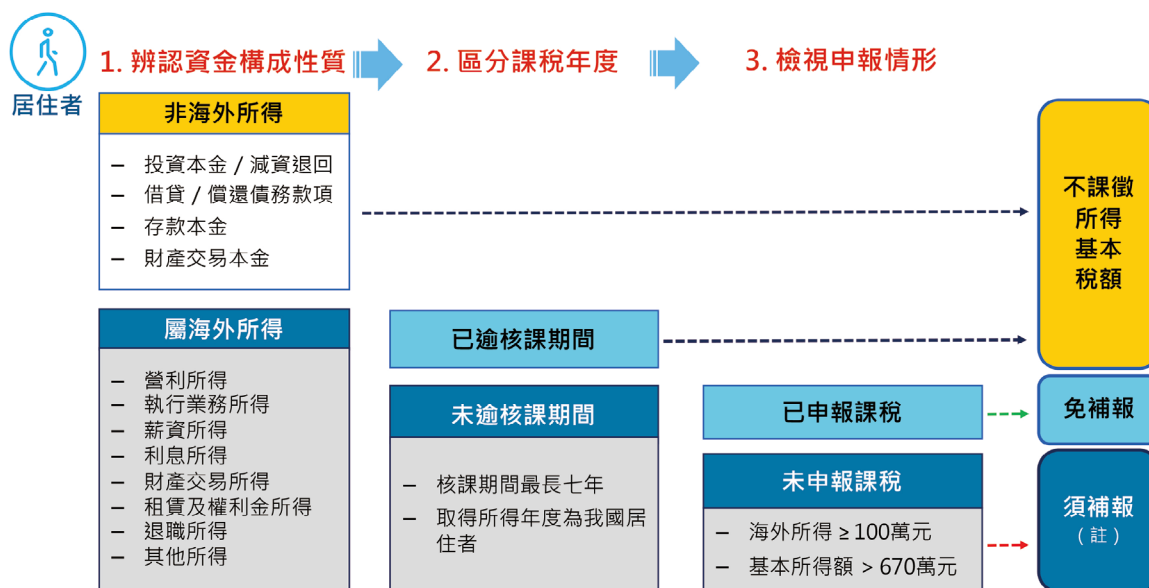 居住者
1. 辨認資金構成性質
2. 區分課稅年度
3. 檢視申報情形
非海外所得
– 投資本金 / 減資退回
– 借貸 / 償還債務款項
– 存款本金
– 財產交易本金
不課徵
所得
基本
稅額
屬海外所得
– 營利所得
– 執行業務所得
– 薪資所得
– 利息所得
– 財產交易所得
– 租賃及權利金所得
– 退職所得
– 其他所得
已逾核課期間
未逾核課期間
– 核課期間最長七年
– 取得所得年度為我國居
住者
已申報課稅
免補報
未申報課稅
– 海外所得 ≥ 100萬元
– 基本所得額 > 670萬元
須補報
（註）